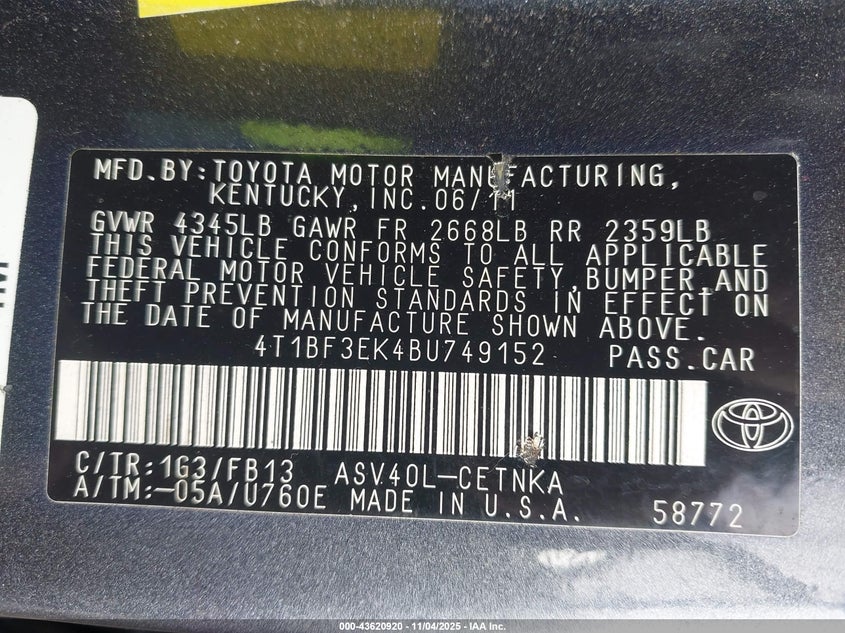 MFD.BY:TOYOTA MOTOR MANUFACTURING,
KENTUCKY,INC.06/11
GVWR 4345LB GAWR FR 2668LB RR 2359LB
THIS VEHICLE CONFORMS TO ALL APPLICABLE
FEDERAL MOTOR VEHICLE SAFETY,BUMPER,AND
THEFT PREVENTION STANDARDS IN EFFECT ON
THE DATE OF MANUFACTURE SHOWN ABOVE.
4T1BF3EK4BU749152 PASS.CAR
C/TR:1G3/FB13 ASV40L-CETNKA
A/TM:-05A/U760E MADE IN U.S.A. 58772
000-43620920 - 11/04/2025 - IAA Inc.